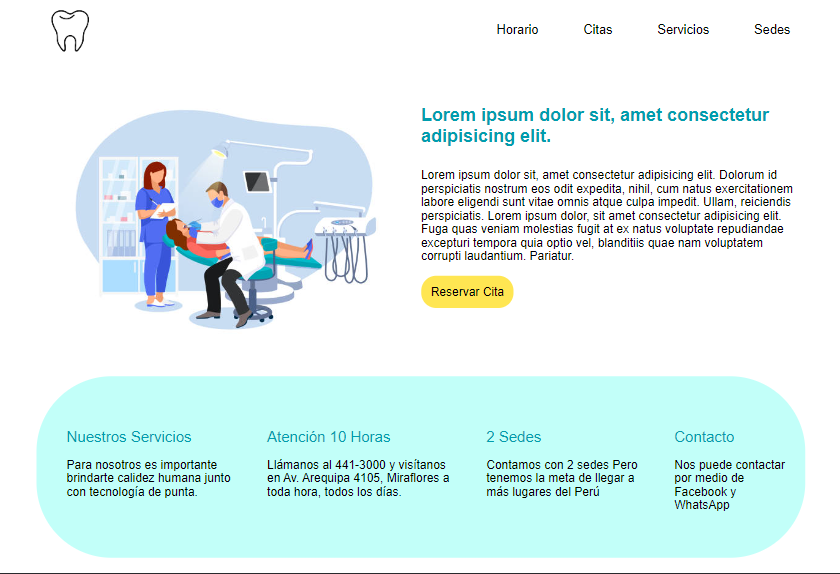 Horario Citas Servicios Sedes
Lorem ipsum dolor sit, amet consectetur
adipisicing elit.
Lorem ipsum dolor sit, amet consectetur adipisicing elit. Dolorum id
perspiciatis nostrum eos odit expedita, nihil, cum natus exercitationem
labore eligendi sunt vitae omnis atque culpa impedit. Ullam, reiciendis
perspiciatis. Lorem ipsum dolor, sit amet consectetur adipisicing elit.
Fuga quas veniam molestias fugit at ex natus voluptate repudiandae
excepturi tempora quia optio vel, blanditiis quae nam voluptatem
corrupti laudantium. Pariatur.
Reservar Cita
Nuestros Servicios
Para nosotros es importante
brindarte calidez humana junto
con tecnología de punta.
Atención 10 Horas
Llámanos al 441-3000 y visítanos
en Av. Arequipa 4105, Miraflores a
toda hora, todos los días.
2 Sedes
Contamos con 2 sedes Pero
tenemos la meta de llegar a
más lugares del Perú
Contacto
Nos puede contactar
por medio de
Facebook y
WhatsApp